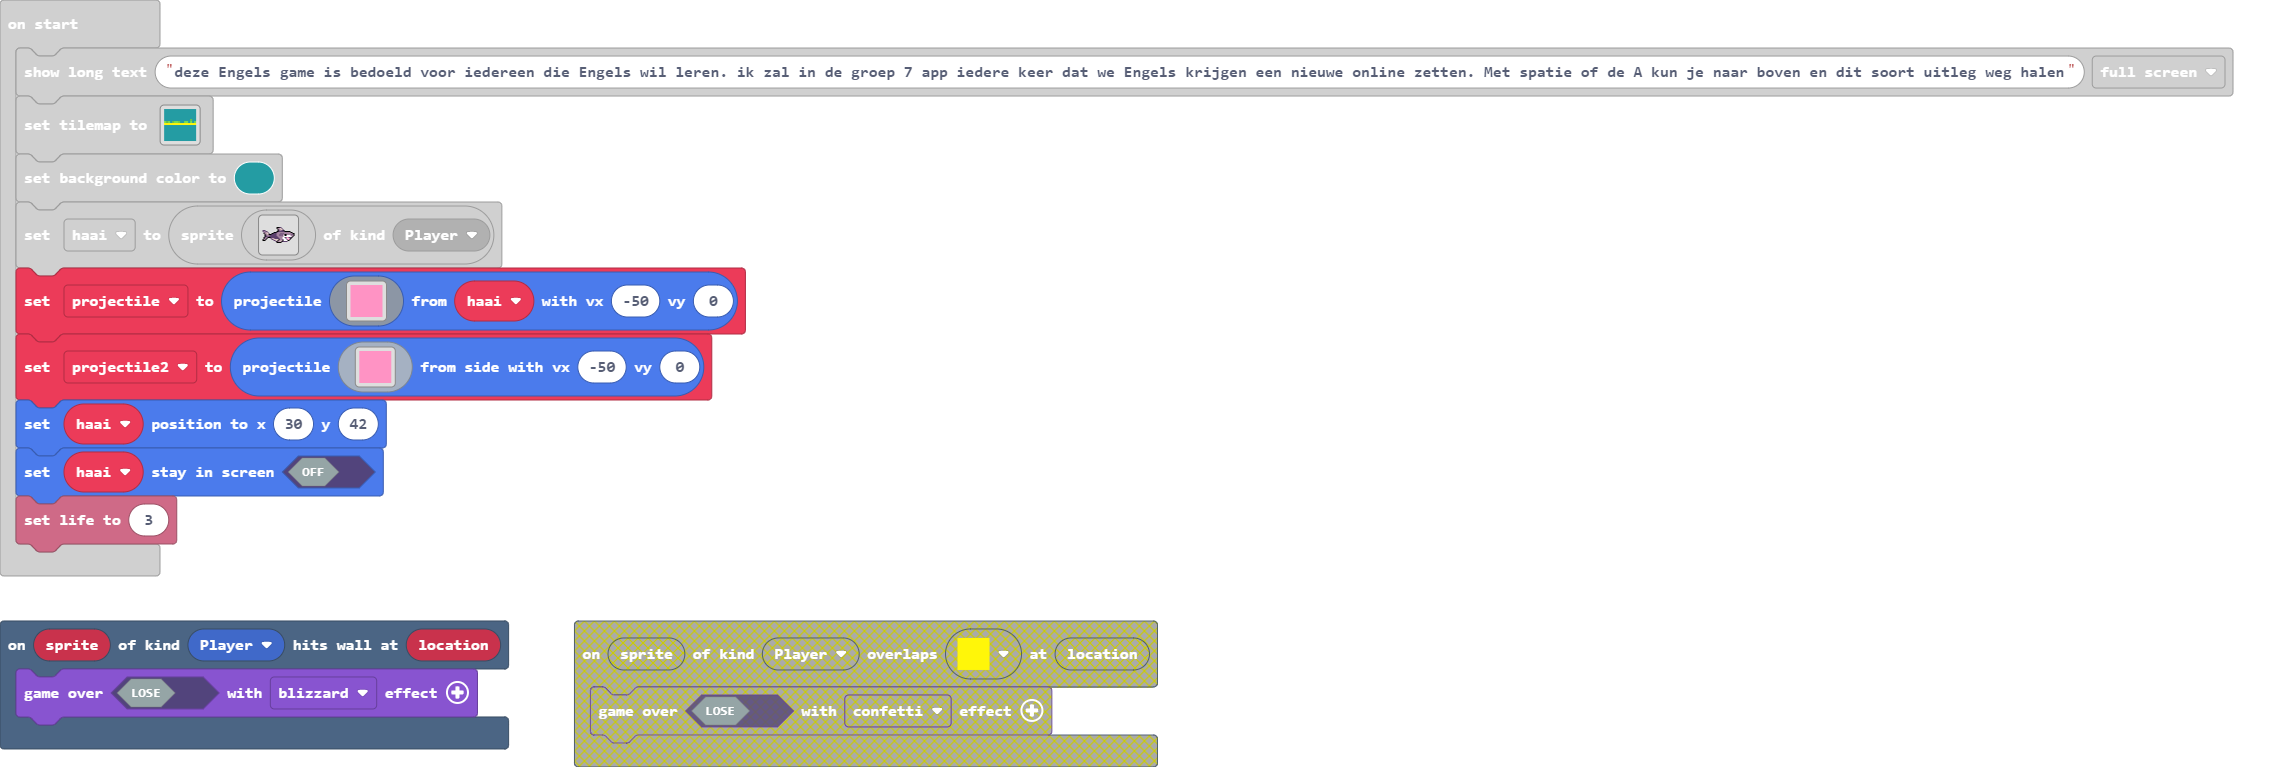 on start
show long text "deze Engels game is bedoeld voor iedereen die Engels wil leren. ik zal in de groep 7 app iedere keer dat we Engels krijgen een nieuwe online zetten. Met spatie of de A kun je naar boven en dit soort uitleg weg halen" full screen
set tilemap to
set background color to
set haai to sprite of kind Player
set projectile to projectile from haai with vx -50 vy 0
set projectile2 to projectile from side with vx -50 vy 0
set haai position to x 30 y 42
set haai stay in screen OFF
set life to 3
on sprite of kind Player hits wall at location
game over LOSE with blizzard effect
on sprite of kind Player overlaps at location
game over LOSE with confetti effect